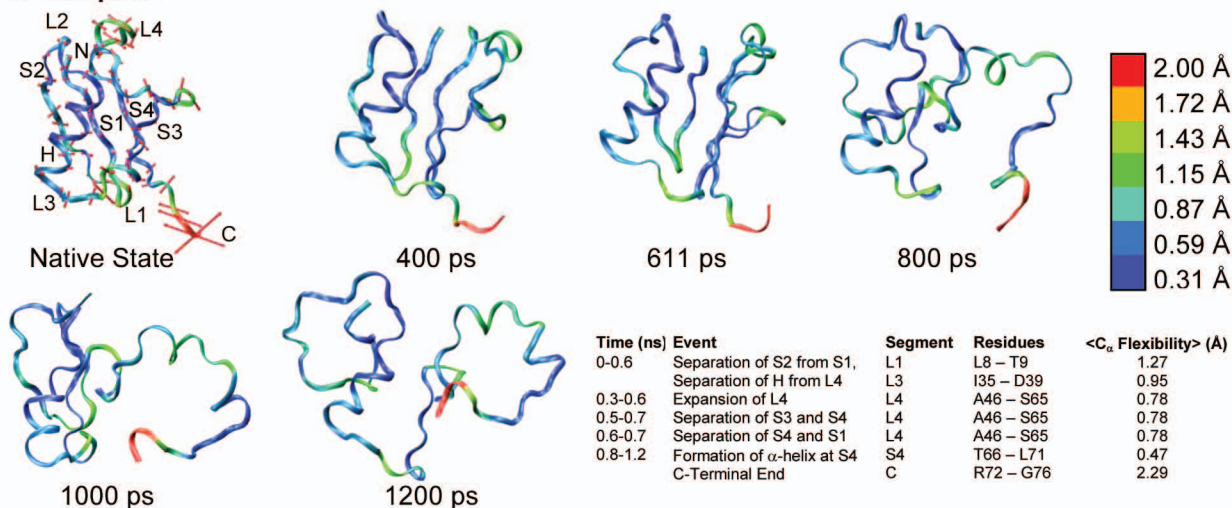 L2
L4
N
S2
S4
S1
S3
H
L3
L1
C
Native State
400 ps
611 ps
800 ps
2.00 Å
1.72 Å
1.43 Å
1.15 Å
0.87 Å
0.59 Å
0.31 Å
1000 ps
1200 ps
Time (ns) Event Segment Residues <Cα Flexibility> (Å)
0-0.6 Separation of S2 from S1, L1 L8 – T9 1.27
Separation of H from L4 L3 I35 – D39 0.95
0.3-0.6 Expansion of L4 L4 A46 – S65 0.78
0.5-0.7 Separation of S3 and S4 L4 A46 – S65 0.78
0.6-0.7 Separation of S4 and S1 L4 A46 – S65 0.78
0.8-1.2 Formation of α-helix at S4 S4 T66 – L71 0.47
C-Terminal End C R72 – G76 2.29